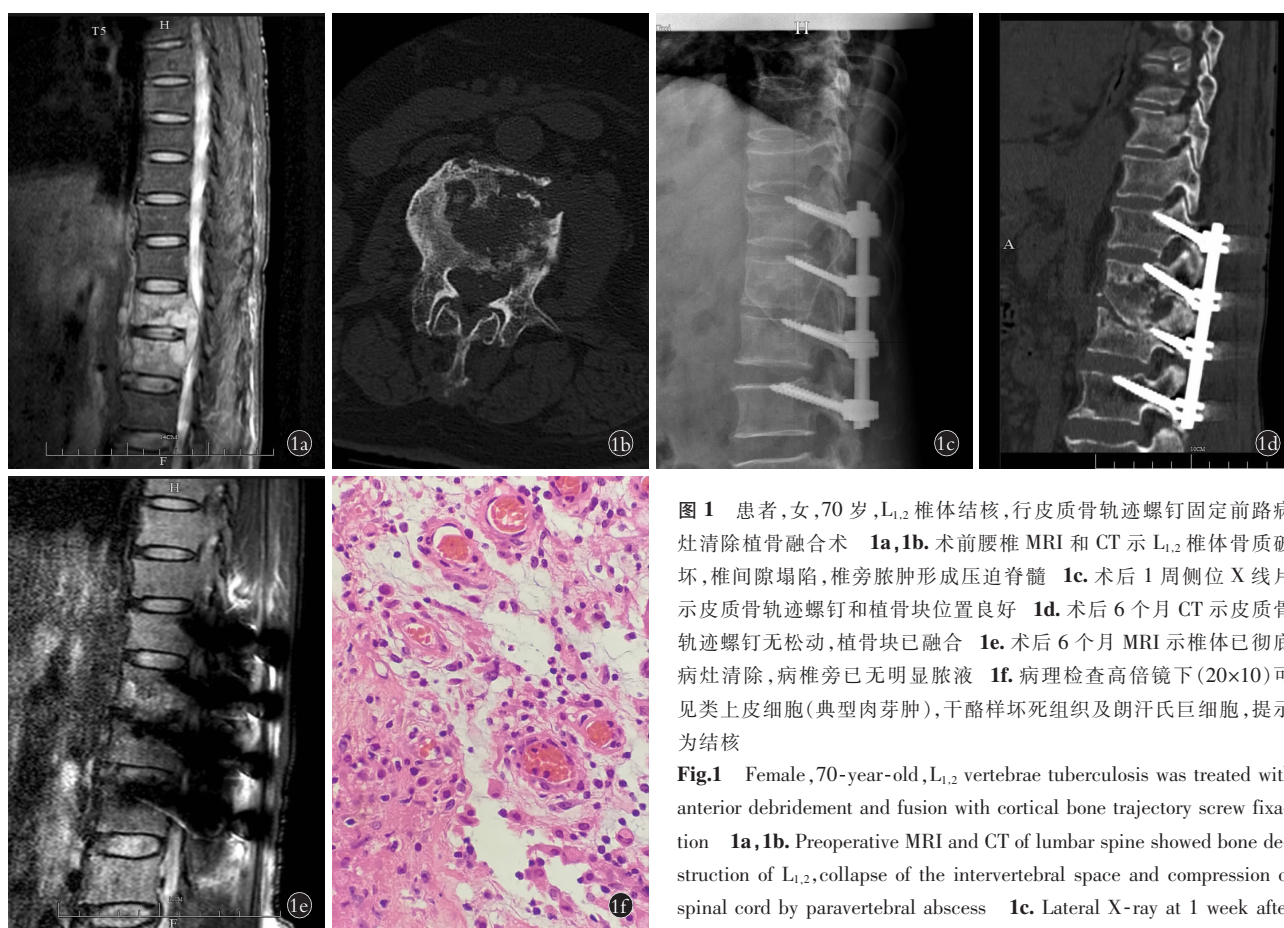 T5
H
14CM
F
1a
1b
H
1c
A
10CM
1d
H
F
1e
1f
图 1 患者,女,70 岁,L1,2 椎体结核,行皮质骨轨迹螺钉固定前路病
灶清除植骨融合术 1a,1b. 术前腰椎 MRI 和 CT 示 L1,2 椎体骨质破
坏,椎间隙塌陷,椎旁脓肿形成压迫脊髓 1c. 术后 1 周侧位 X 线片
示皮质骨轨迹螺钉和植骨块位置良好 1d. 术后 6 个月 CT 示皮质骨
轨迹螺钉无松动,植骨块已融合 1e. 术后 6 个月 MRI 示椎体已彻底
病灶清除,病椎旁已无明显脓液 1f. 病理检查高倍镜下(20×10)可
见类上皮细胞(典型肉芽肿),干酪样坏死组织及朗汗氏巨细胞,提示
为结核
Fig.1 Female,70-year-old,L1,2 vertebrae tuberculosis was treated with
anterior debridement and fusion with cortical bone trajectory screw fixa-
tion 1a,1b. Preoperative MRI and CT of lumbar spine showed bone de-
struction of L1,2,collapse of the intervertebral space and compression o
spinal cord by paravertebral abscess 1c. Lateral X-ray at 1 week afte